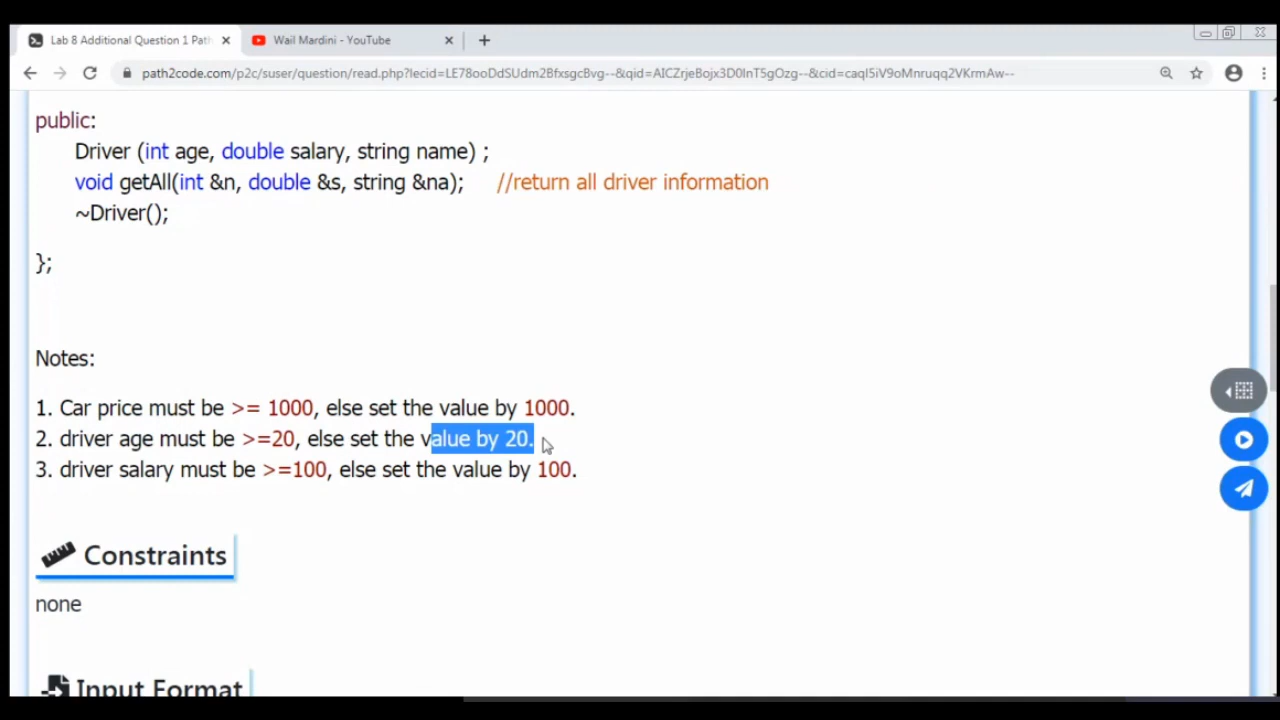 Lab 8 Additional Question 1 Path
Wail Mardini - YouTube
path2code.com/p2c/suser/question/read.php?lecid=LE78ooDdSUdm2BfxsgcBvg--&qid=AICZrjeBojx3D0lnT5gOzg--&cid=caql5iV9oMnruqq2VKrmAw--
public:
Driver (int age, double salary, string name) ;
void getAll(int &n, double &s, string &na); //return all driver information
~Driver();
};
Notes:
1. Car price must be >= 1000, else set the value by 1000.
2. driver age must be >=20, else set the value by 20.
3. driver salary must be >=100, else set the value by 100.
Constraints
none
Input Format